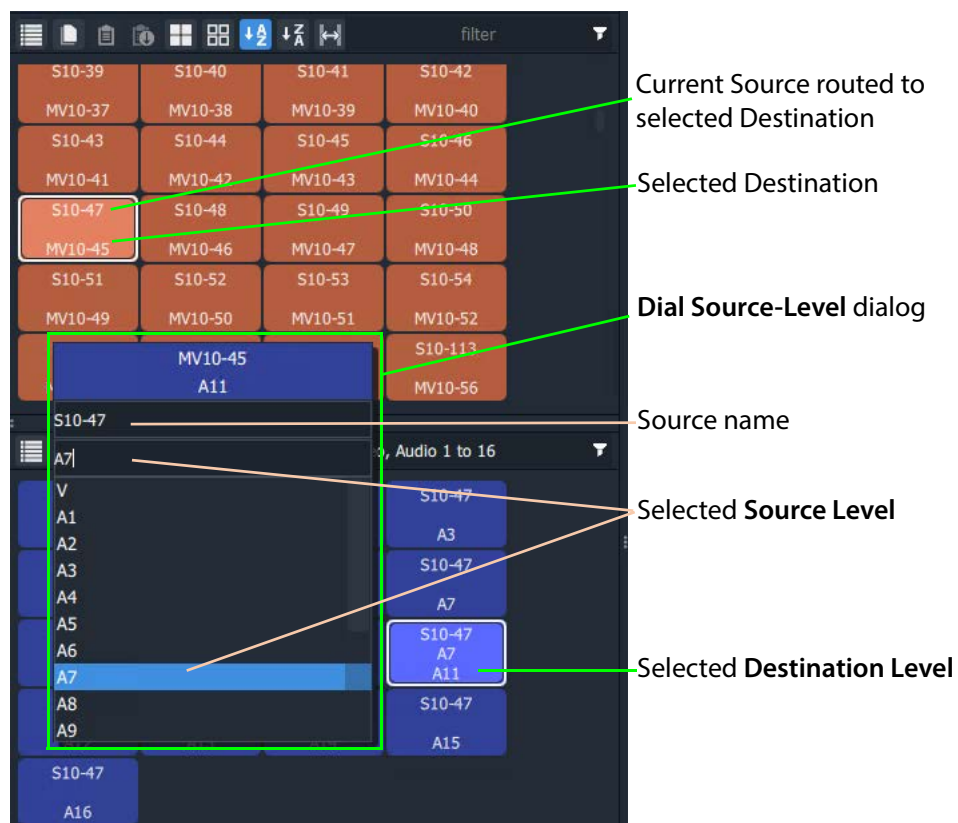 filter
S10-39 S10-40 S10-41 S10-42
MV10-37 MV10-38 MV10-39 MV10-40
S10-43 S10-44 S10-45 S10-46
MV10-41 MV10-42 MV10-43 MV10-44
S10-47 S10-48 S10-49 S10-50
MV10-45 MV10-46 MV10-47 MV10-48
S10-51 S10-52 S10-53 S10-54
MV10-49 MV10-50 MV10-51 MV10-52
S10-113
MV10-56
MV10-45
A11
S10-47
A7
, Audio 1 to 16
V
A1
A2
A3
A4
A5
A6
A7
A8
A9
S10-47
A3
S10-47
A7
S10-47
A7
A11
S10-47
A15
S10-47
A16
Current Source routed to
selected Destination
Selected Destination
Dial Source-Level dialog
Source name
Selected Source Level
Selected Destination Level